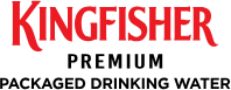 KINGFISHER
PREMIUM
PACKAGED DRINKING WATER